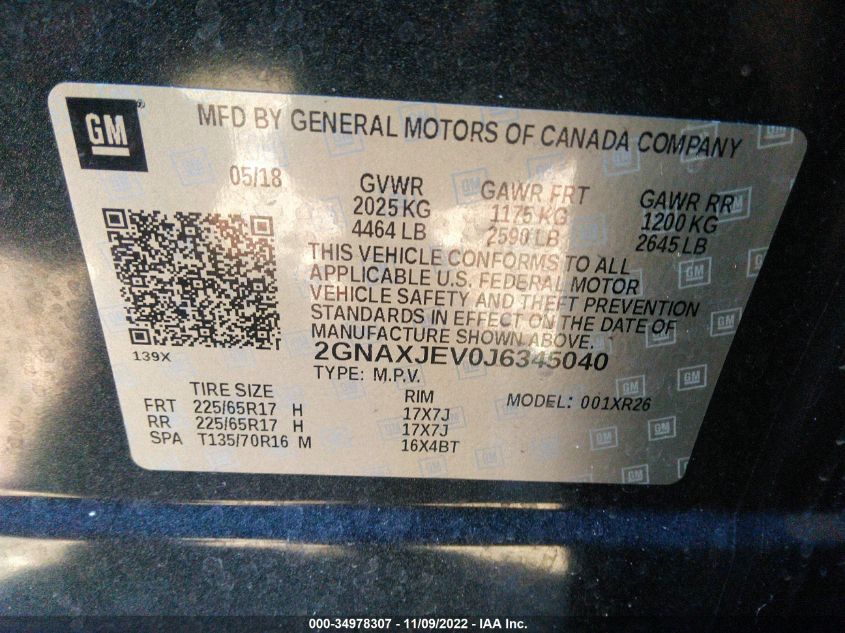 GM
MFD BY GENERAL MOTORS OF CANADA COMPANY
05/18 GVWR GAWR FRT GAWR RR
2025 KG 1175 KG 1200 KG
4464 LB 2590 LB 2645 LB
THIS VEHICLE CONFORMS TO ALL
APPLICABLE U.S. FEDERAL MOTOR
VEHICLE SAFETY AND THEFT PREVENTION
STANDARDS IN EFFECT ON THE DATE OF
MANUFACTURE SHOWN ABOVE.
139X
2GNAXJEV0J6345040
TYPE: M.P.V.
TIRE SIZE RIM MODEL: 001XR26
FRT 225/65R17 H 17X7J
RR 225/65R17 H 17X7J
SPA T135/70R16 M 16X4BT
000-34978307 - 11/09/2022 - IAA Inc.